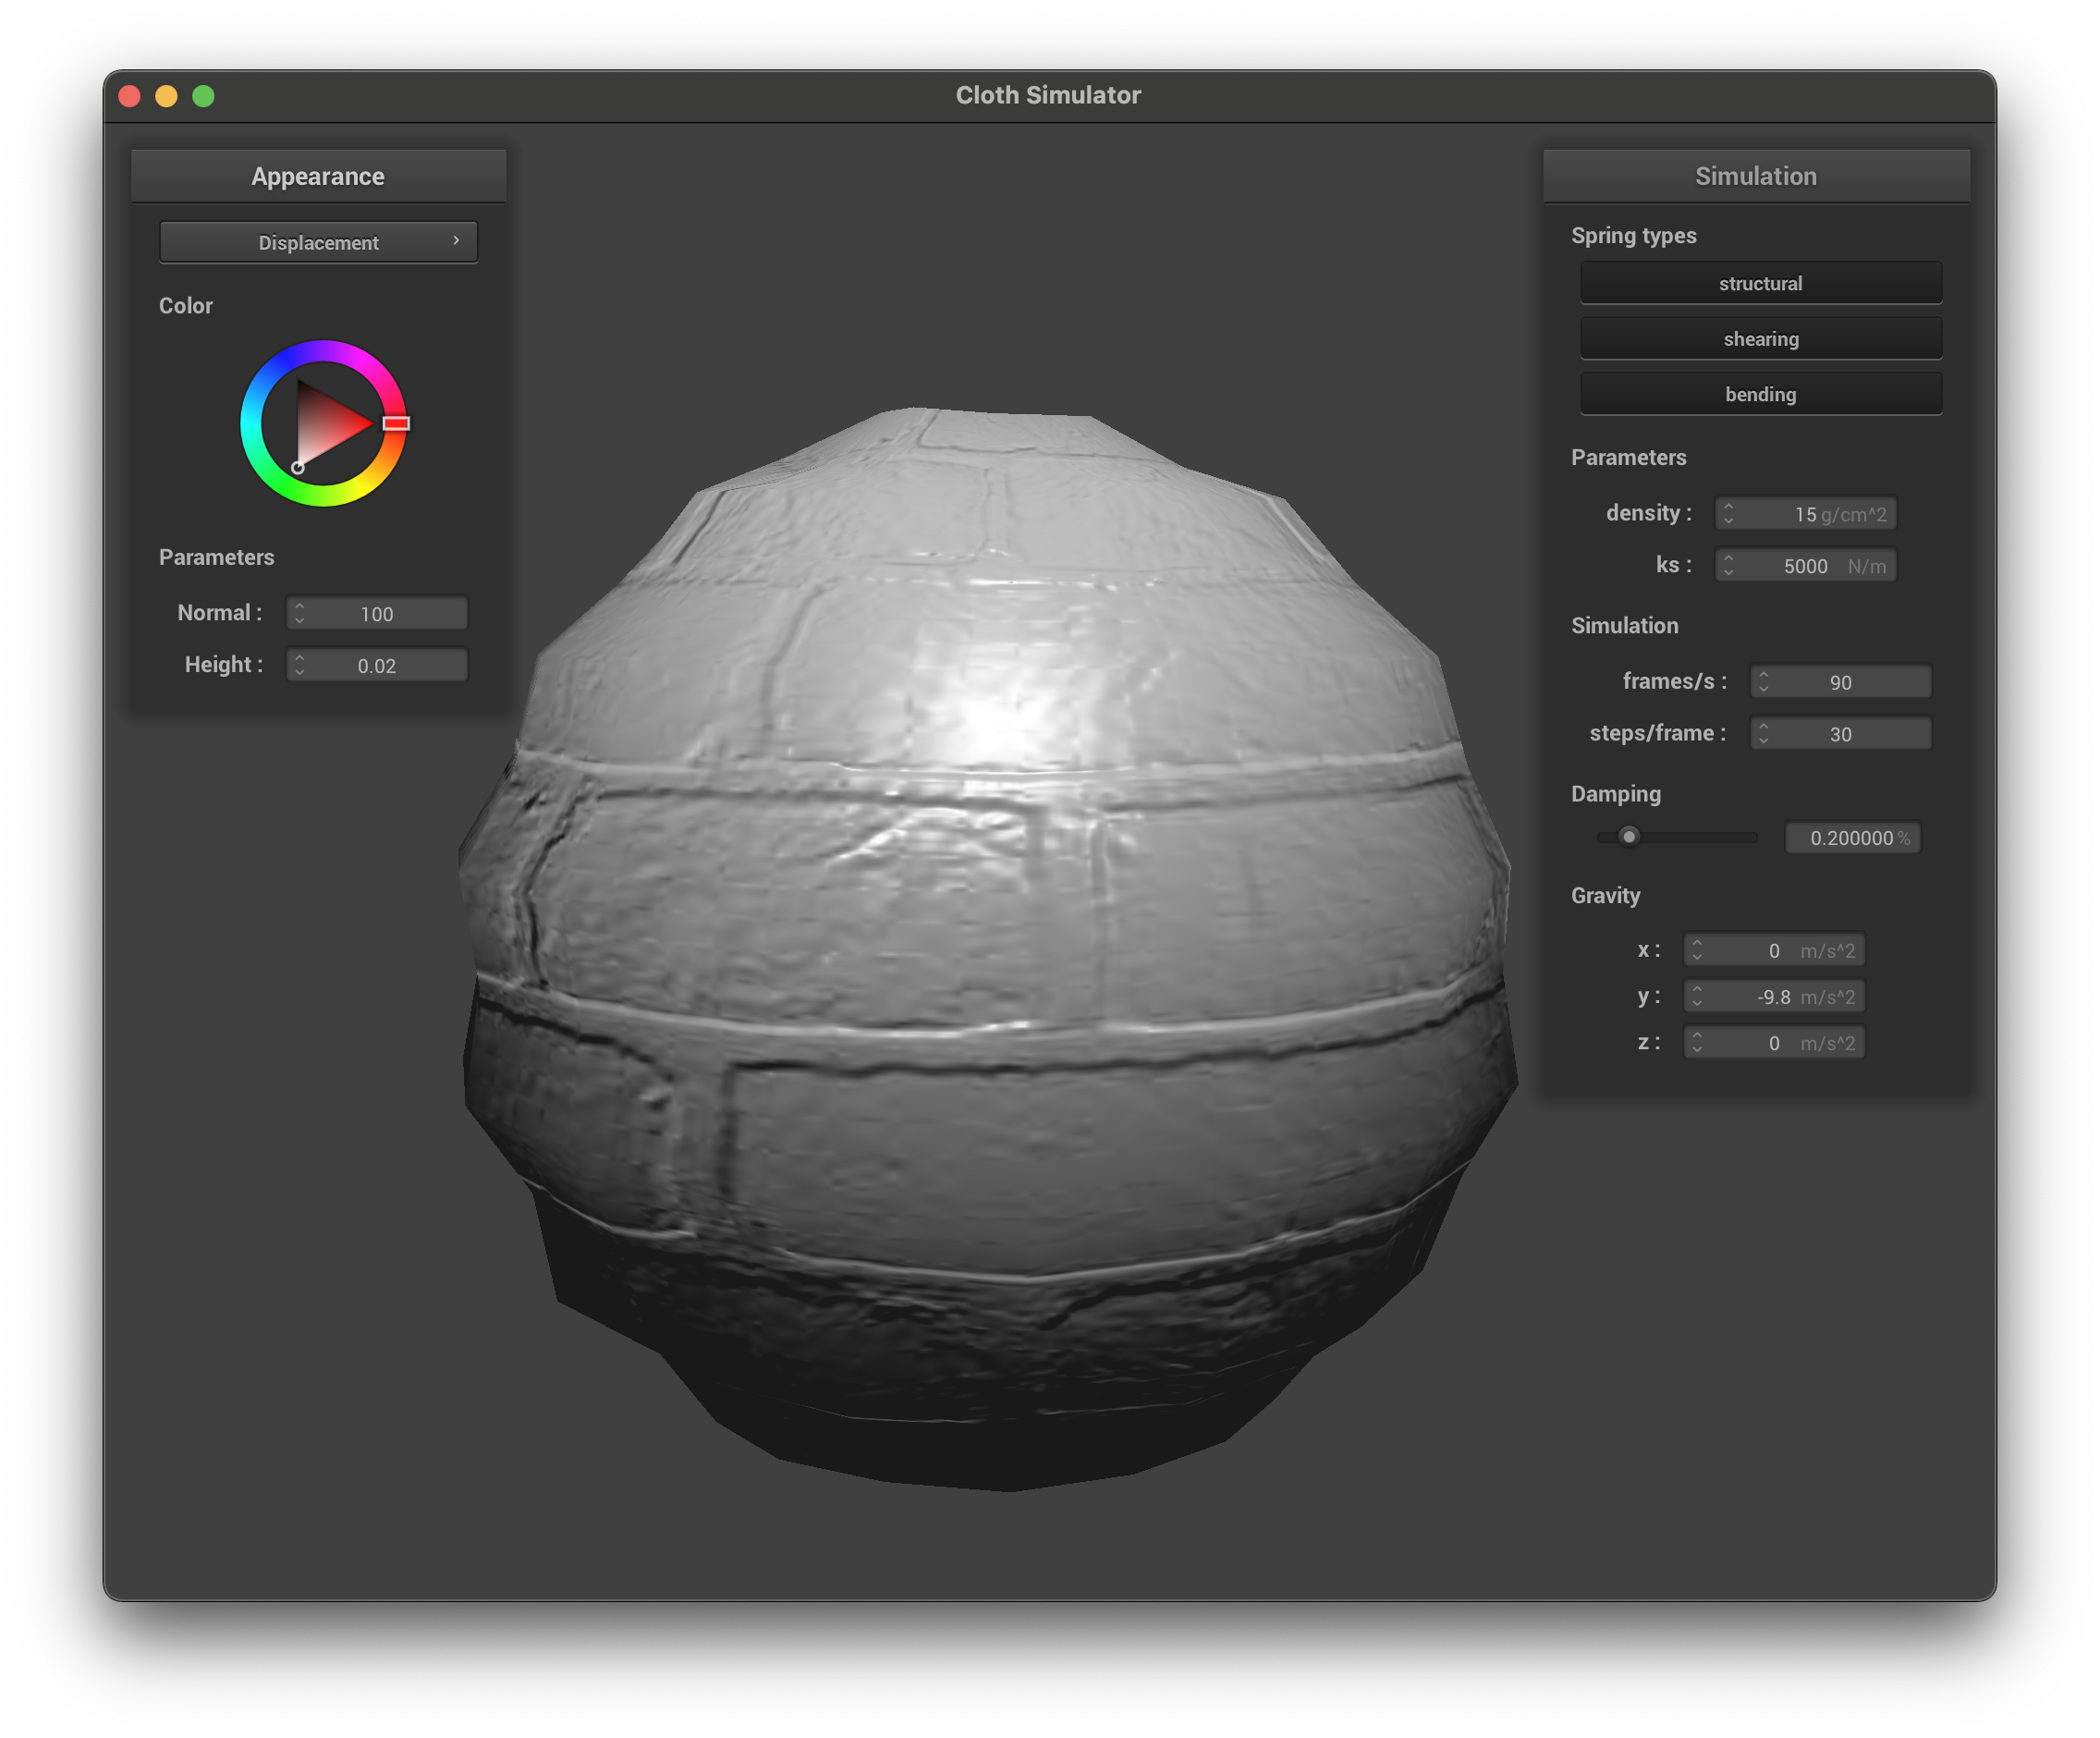 Cloth Simulator
Appearance
Displacement
Color
Parameters
Normal : 100
Height : 0.02
Simulation
Spring types
structural
shearing
bending
Parameters
density : 15 g/cm^2
ks : 5000 N/m
Simulation
frames/s : 90
steps/frame : 30
Damping
0.200000 %
Gravity
x : 0 m/s^2
y : -9.8 m/s^2
z : 0 m/s^2